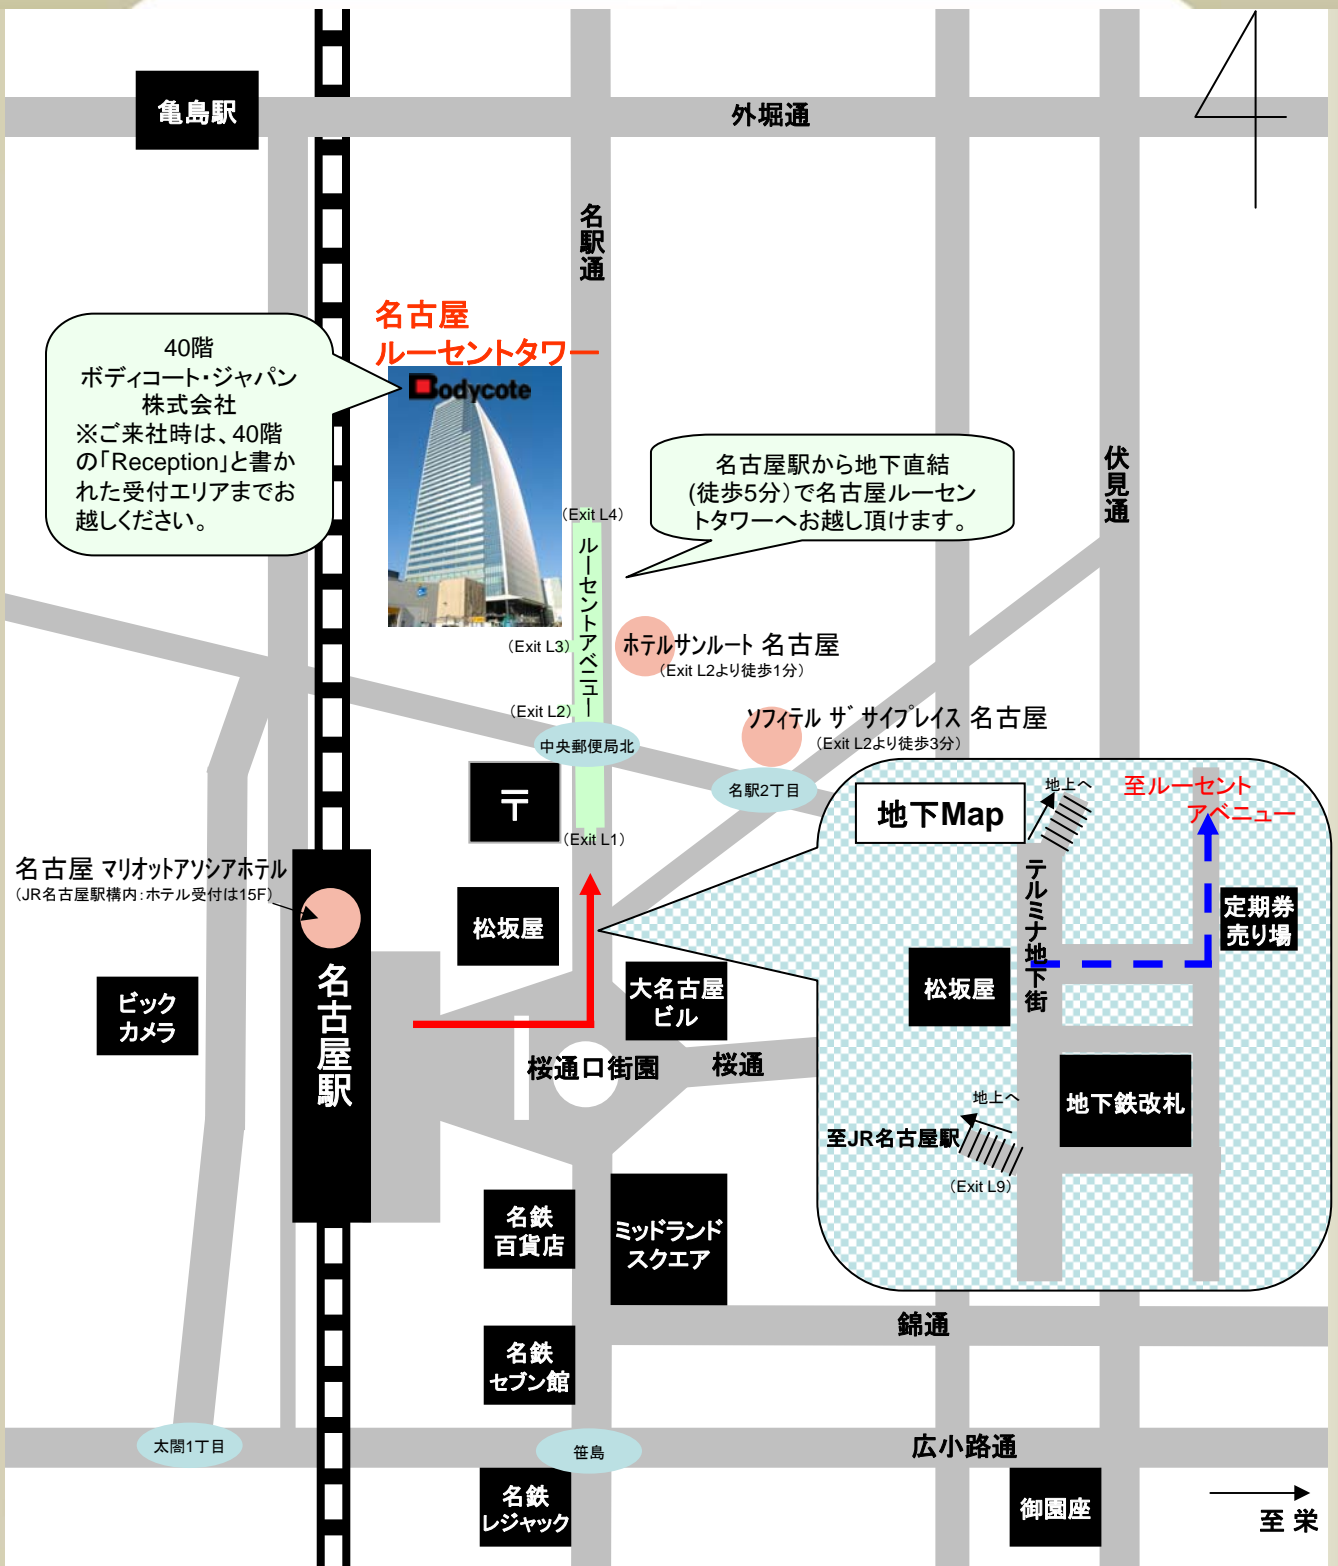 亀島駅
外堀通
名駅通
名古屋
ルーセントタワー
Bodycote
40階
ボディコート・ジャパン
株式会社
※ご来社時は、40階
の「Reception」と書か
れた受付エリアまでお
越しください。
名古屋駅から地下直結
(徒歩5分)で名古屋ルーセン
トタワーへお越し頂けます。
伏見通
(Exit L4)
ルーセントアベニュー
(Exit L3)
ホテルサンルート 名古屋
(Exit L2より徒歩1分)
(Exit L2)
ソフィテル ザ サイプレイス 名古屋
(Exit L2より徒歩3分)
中央郵便局北
名駅2丁目
〒
(Exit L1)
名古屋 マリオットアソシアホテル
(JR名古屋駅構内:ホテル受付は15F)
松坂屋
名古屋駅
ビック
カメラ
大名古屋
ビル
桜通口街園
桜通
地下Map
地上へ
至ルーセント
アベニュー
テルミナ地下街
定期券
売り場
松坂屋
地下鉄改札
地上へ
至JR名古屋駅
(Exit L9)
名鉄
百貨店
ミッドランド
スクエア
錦通
名鉄
セブン館
太閤1丁目
笹島
広小路通
名鉄
レジャック
御園座
至 栄